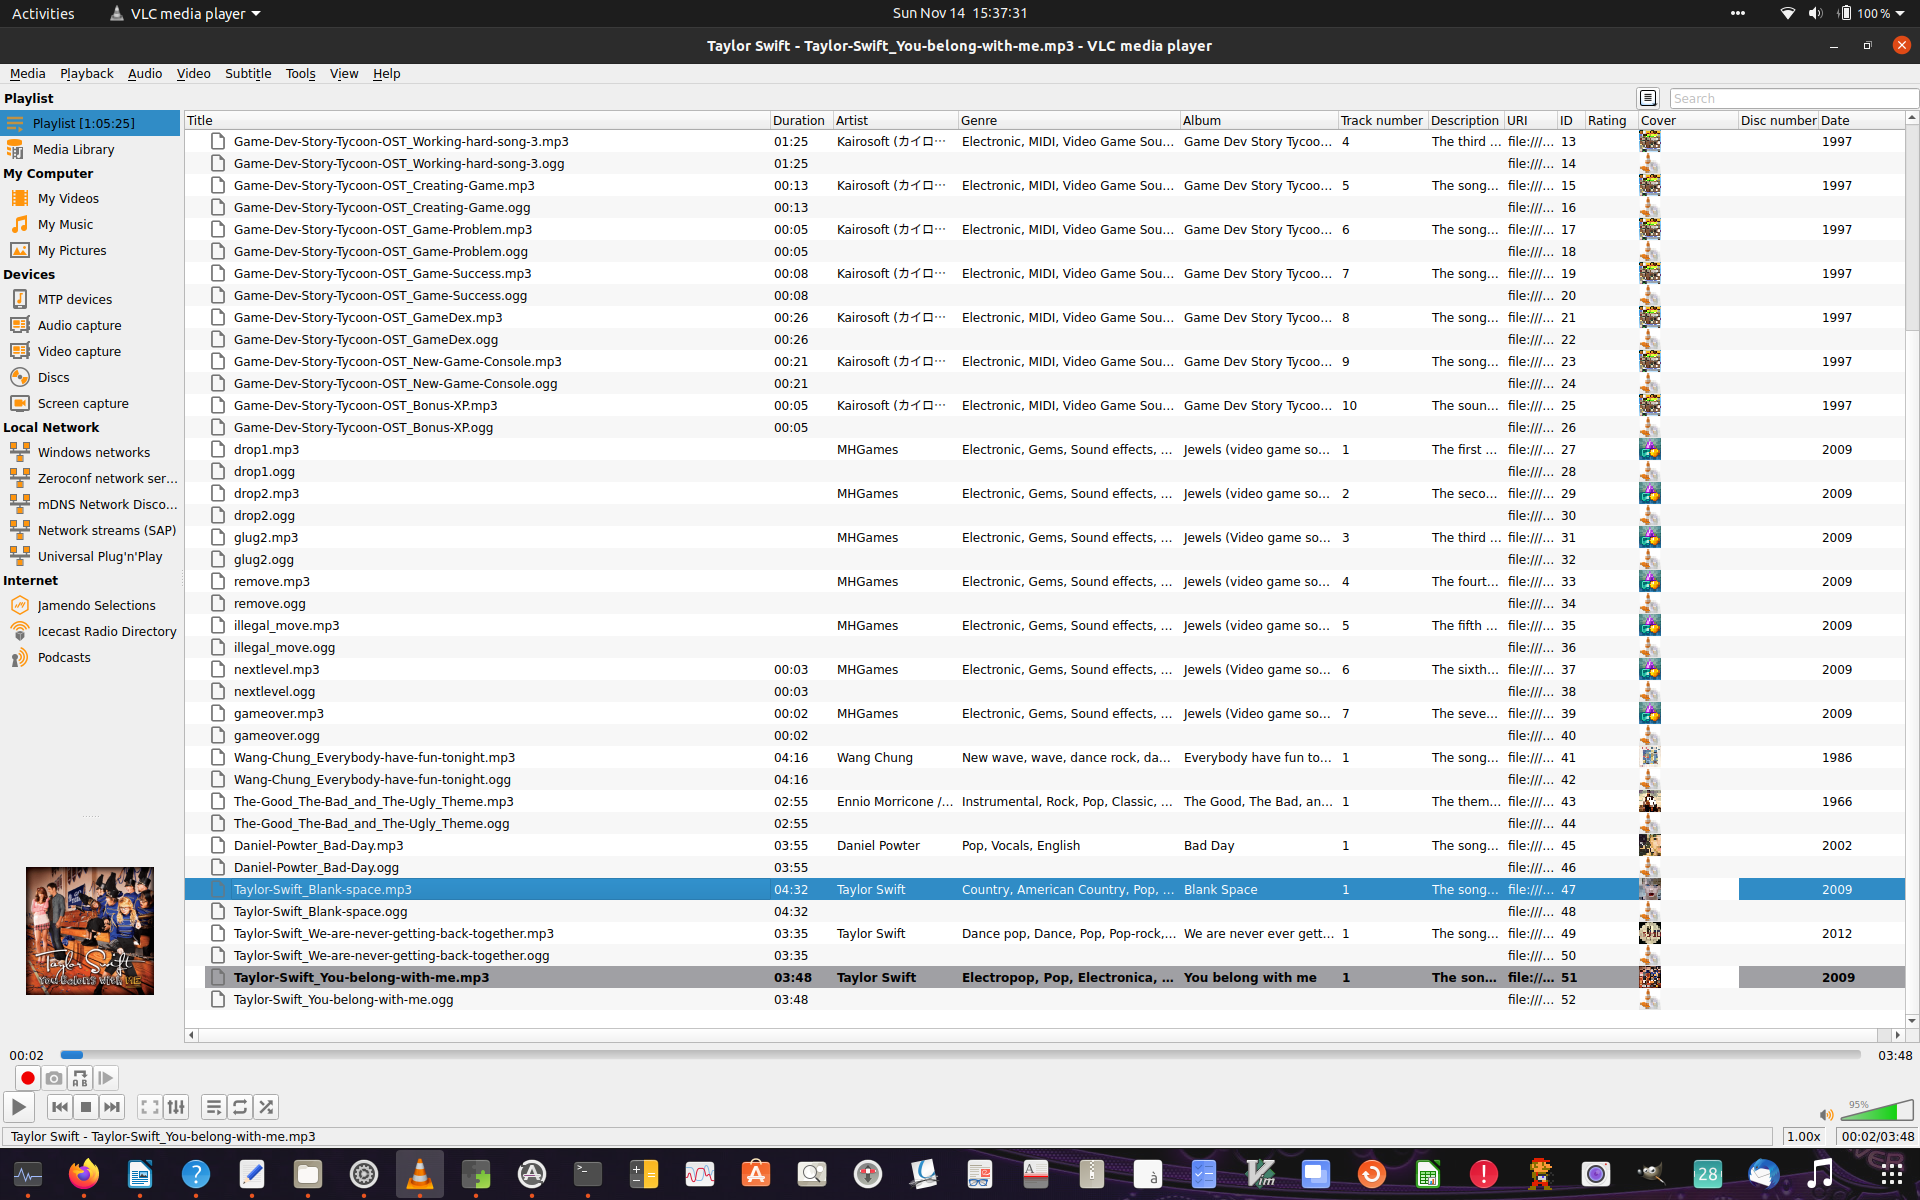 Activities VLC media player Sun Nov 14 15:37:31 100 %
Taylor Swift - Taylor-Swift_You-belong-with-me.mp3 - VLC media player
Media Playback Audio Video Subtitle Tools View Help
Playlist
Search
Playlist [1:05:25]
Media Library
My Computer
My Videos
My Music
My Pictures
Devices
MTP devices
Audio capture
Video capture
Discs
Screen capture
Local Network
Windows networks
Zeroconf network ser...
mDNS Network Disco...
Network streams (SAP)
Universal Plug'n'Play
Internet
Jamendo Selections
Icecast Radio Directory
Podcasts
Title Duration Artist Genre Album Track number Description URI ID Rating Cover Disc number Date
Game-Dev-Story-Tycoon-OST_Working-hard-song-3.mp3 01:25 Kairosoft (カイロ… Electronic, MIDI, Video Game Sou... Game Dev Story Tycoo... 4 The third ... file:///... 13 1997
Game-Dev-Story-Tycoon-OST_Working-hard-song-3.ogg 01:25 file:///... 14
Game-Dev-Story-Tycoon-OST_Creating-Game.mp3 00:13 Kairosoft (カイロ… Electronic, MIDI, Video Game Sou... Game Dev Story Tycoo... 5 The song... file:///... 15 1997
Game-Dev-Story-Tycoon-OST_Creating-Game.ogg 00:13 file:///... 16
Game-Dev-Story-Tycoon-OST_Game-Problem.mp3 00:05 Kairosoft (カイロ… Electronic, MIDI, Video Game Sou... Game Dev Story Tycoo... 6 The song... file:///... 17 1997
Game-Dev-Story-Tycoon-OST_Game-Problem.ogg 00:05 file:///... 18
Game-Dev-Story-Tycoon-OST_Game-Success.mp3 00:08 Kairosoft (カイロ… Electronic, MIDI, Video Game Sou... Game Dev Story Tycoo... 7 The song... file:///... 19 1997
Game-Dev-Story-Tycoon-OST_Game-Success.ogg 00:08 file:///... 20
Game-Dev-Story-Tycoon-OST_GameDex.mp3 00:26 Kairosoft (カイロ… Electronic, MIDI, Video Game Sou... Game Dev Story Tycoo... 8 The song... file:///... 21 1997
Game-Dev-Story-Tycoon-OST_GameDex.ogg 00:26 file:///... 22
Game-Dev-Story-Tycoon-OST_New-Game-Console.mp3 00:21 Kairosoft (カイロ… Electronic, MIDI, Video Game Sou... Game Dev Story Tycoo... 9 The song... file:///... 23 1997
Game-Dev-Story-Tycoon-OST_New-Game-Console.ogg 00:21 file:///... 24
Game-Dev-Story-Tycoon-OST_Bonus-XP.mp3 00:05 Kairosoft (カイロ… Electronic, MIDI, Video Game Sou... Game Dev Story Tycoo... 10 The soun... file:///... 25 1997
Game-Dev-Story-Tycoon-OST_Bonus-XP.ogg 00:05 file:///... 26
drop1.mp3 MHGames Electronic, Gems, Sound effects, ... Jewels (video game so... 1 The first ... file:///... 27 2009
drop1.ogg file:///... 28
drop2.mp3 MHGames Electronic, Gems, Sound effects, ... Jewels (video game so... 2 The seco... file:///... 29 2009
drop2.ogg file:///... 30
glug2.mp3 MHGames Electronic, Gems, Sound effects, ... Jewels (Video game so... 3 The third ... file:///... 31 2009
glug2.ogg file:///... 32
remove.mp3 MHGames Electronic, Gems, Sound effects, ... Jewels (video game so... 4 The fourt... file:///... 33 2009
remove.ogg file:///... 34
illegal_move.mp3 MHGames Electronic, Gems, Sound effects, ... Jewels (video game so... 5 The fifth ... file:///... 35 2009
illegal_move.ogg file:///... 36
nextlevel.mp3 00:03 MHGames Electronic, Gems, Sound effects, ... Jewels (Video game so... 6 The sixth... file:///... 37 2009
nextlevel.ogg 00:03 file:///... 38
gameover.mp3 00:02 MHGames Electronic, Gems, Sound effects, ... Jewels (Video game so... 7 The seve... file:///... 39 2009
gameover.ogg 00:02 file:///... 40
Wang-Chung_Everybody-have-fun-tonight.mp3 04:16 Wang Chung New wave, wave, dance rock, da... Everybody have fun to... 1 The song... file:///... 41 1986
Wang-Chung_Everybody-have-fun-tonight.ogg 04:16 file:///... 42
The-Good_The-Bad_and_The-Ugly_Theme.mp3 02:55 Ennio Morricone /... Instrumental, Rock, Pop, Classic, ... The Good, The Bad, an... 1 The them... file:///... 43 1966
The-Good_The-Bad_and_The-Ugly_Theme.ogg 02:55 file:///... 44
Daniel-Powter_Bad-Day.mp3 03:55 Daniel Powter Pop, Vocals, English Bad Day 1 The song... file:///... 45 2002
Daniel-Powter_Bad-Day.ogg 03:55 file:///... 46
Taylor-Swift_Blank-space.mp3 04:32 Taylor Swift Country, American Country, Pop, ... Blank Space 1 The song... file:///... 47 2009
Taylor-Swift_Blank-space.ogg 04:32 file:///... 48
Taylor-Swift_We-are-never-getting-back-together.mp3 03:35 Taylor Swift Dance pop, Dance, Pop, Pop-rock,... We are never ever gett... 1 The song... file:///... 49 2012
Taylor-Swift_We-are-never-getting-back-together.ogg 03:35 file:///... 50
Taylor-Swift_You-belong-with-me.mp3 03:48 Taylor Swift Electropop, Pop, Electronica, ... You belong with me 1 The son... file:///... 51 2009
Taylor-Swift_You-belong-with-me.ogg 03:48 file:///... 52
Taylor Swift
You Belong With Me
00:02 03:48
A B
95%
Taylor Swift - Taylor-Swift_You-belong-with-me.mp3 1.00x 00:02/03:48
28